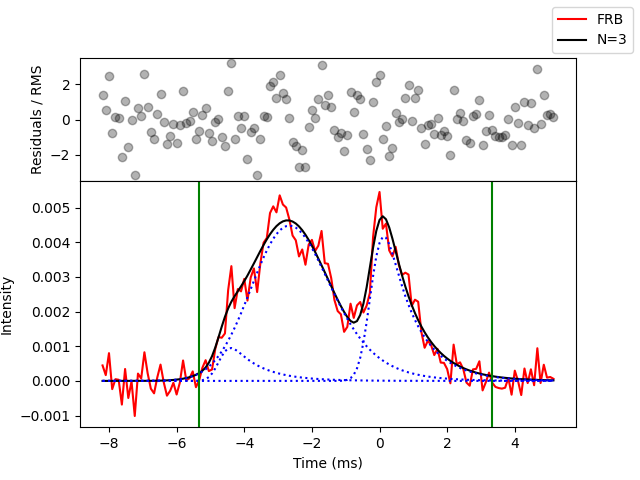 FRB
N=3
Residuals / RMS
2
0
−2
Intensity
0.005
0.004
0.003
0.002
0.001
0.000
−0.001
−8 −6 −4 −2 0 2 4
Time (ms)